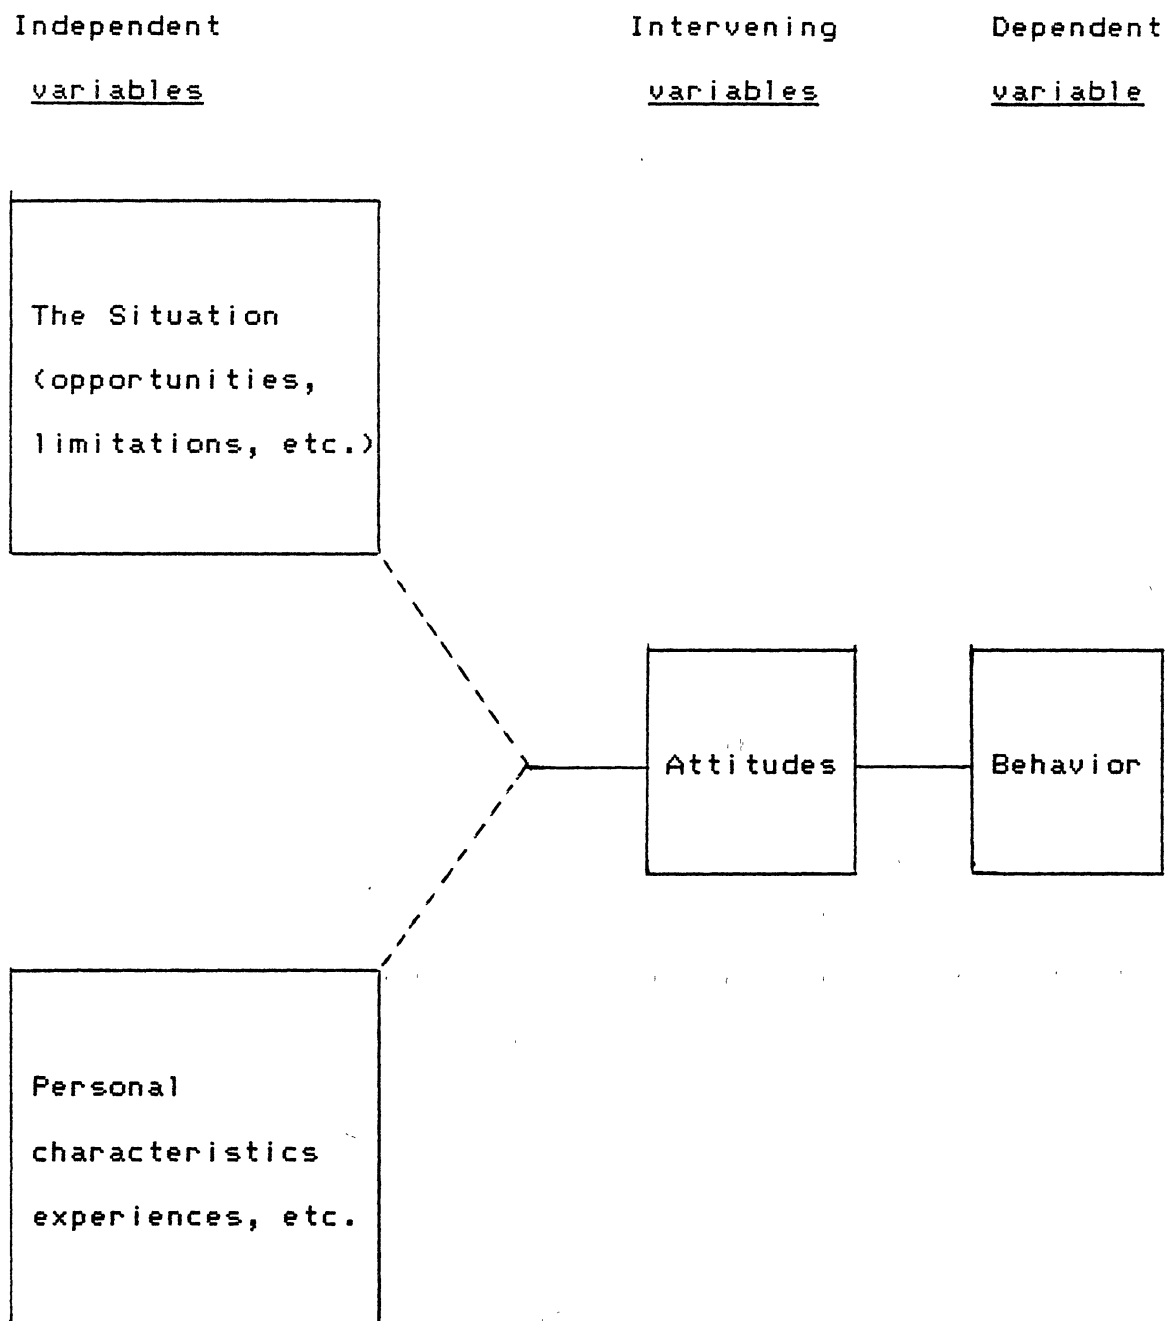 Independent Intervening Dependent
variables variables variable
The Situation
(opportunities,
limitations, etc.)
Attitudes Behavior
Personal
characteristics
experiences, etc.